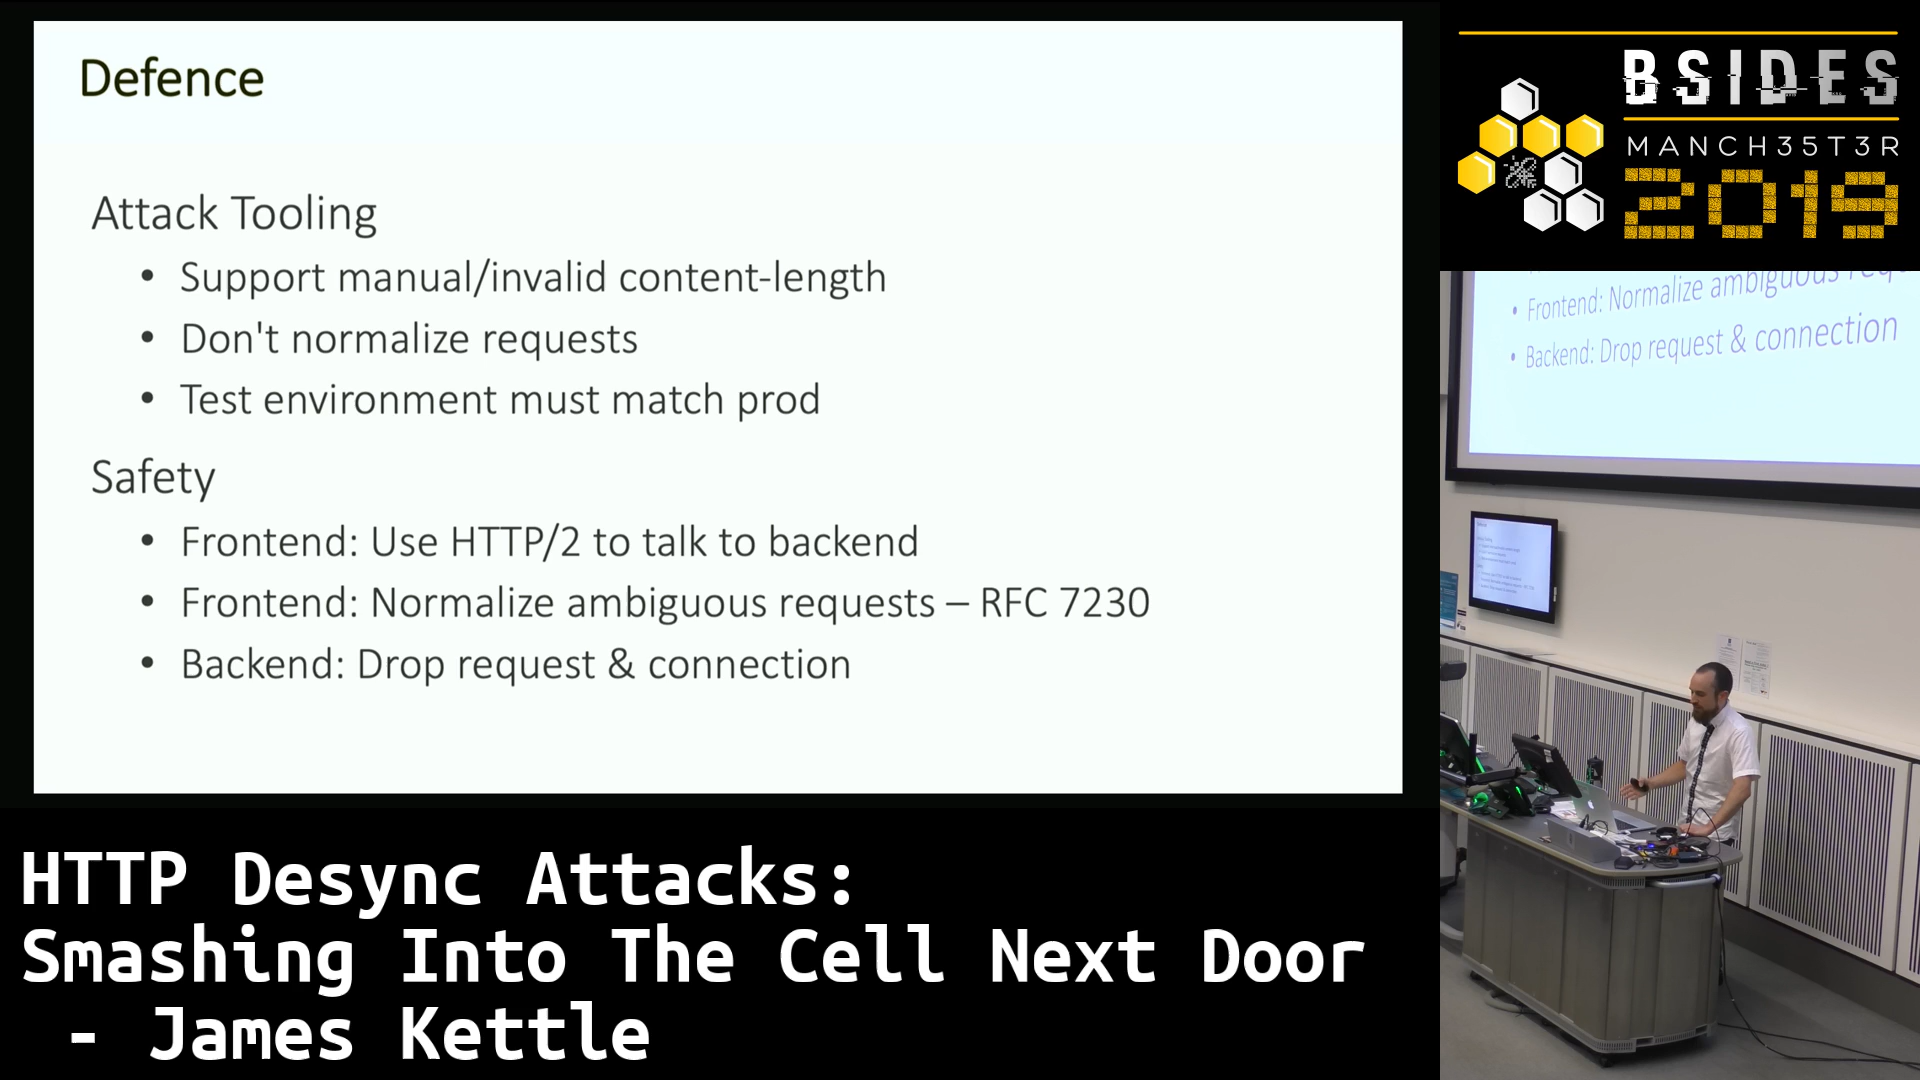 Defence
Attack Tooling
• Support manual/invalid content-length
• Don't normalize requests
• Test environment must match prod
Safety
• Frontend: Use HTTP/2 to talk to backend
• Frontend: Normalize ambiguous requests – RFC 7230
• Backend: Drop request & connection
HTTP Desync Attacks:
Smashing Into The Cell Next Door
- James Kettle
BSIDES
MANCH35T3R
2019
• Frontend: Normalize ambiguous
• Backend: Drop request & connection